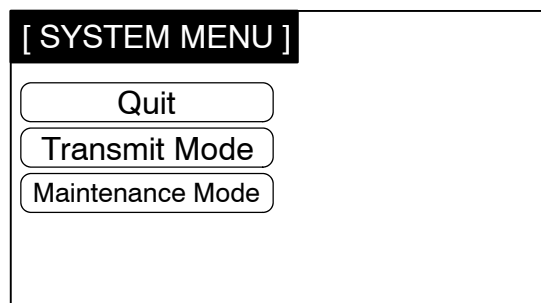 [ SYSTEM MENU ]
Quit
Transmit Mode
Maintenance Mode